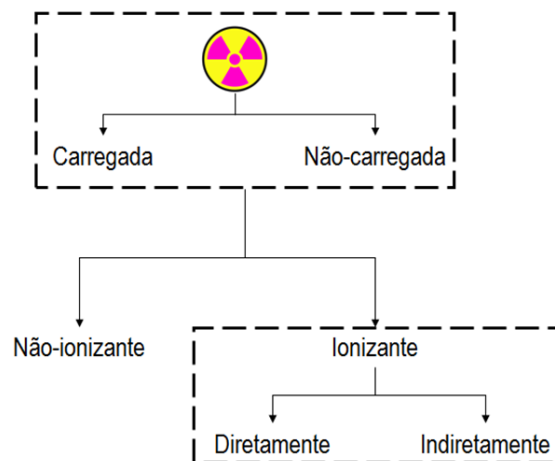 Carregada
Não-carregada
Não-ionizante
Ionizante
Diretamente
Indiretamente